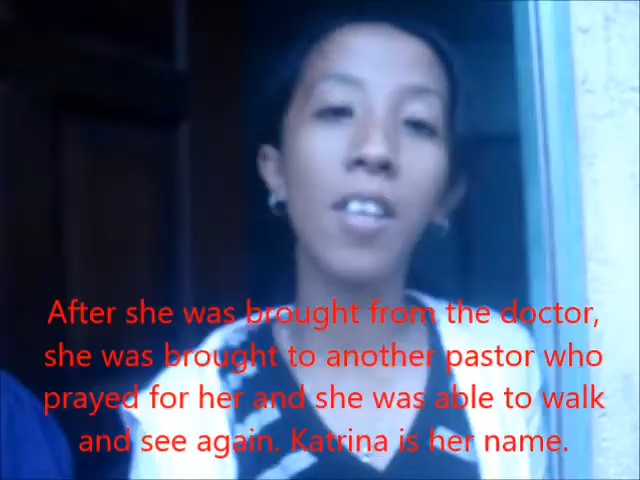 After she was brought from the doctor,
she was brought to another pastor who
prayed for her and she was able to walk
and see again. Katrina is her name.